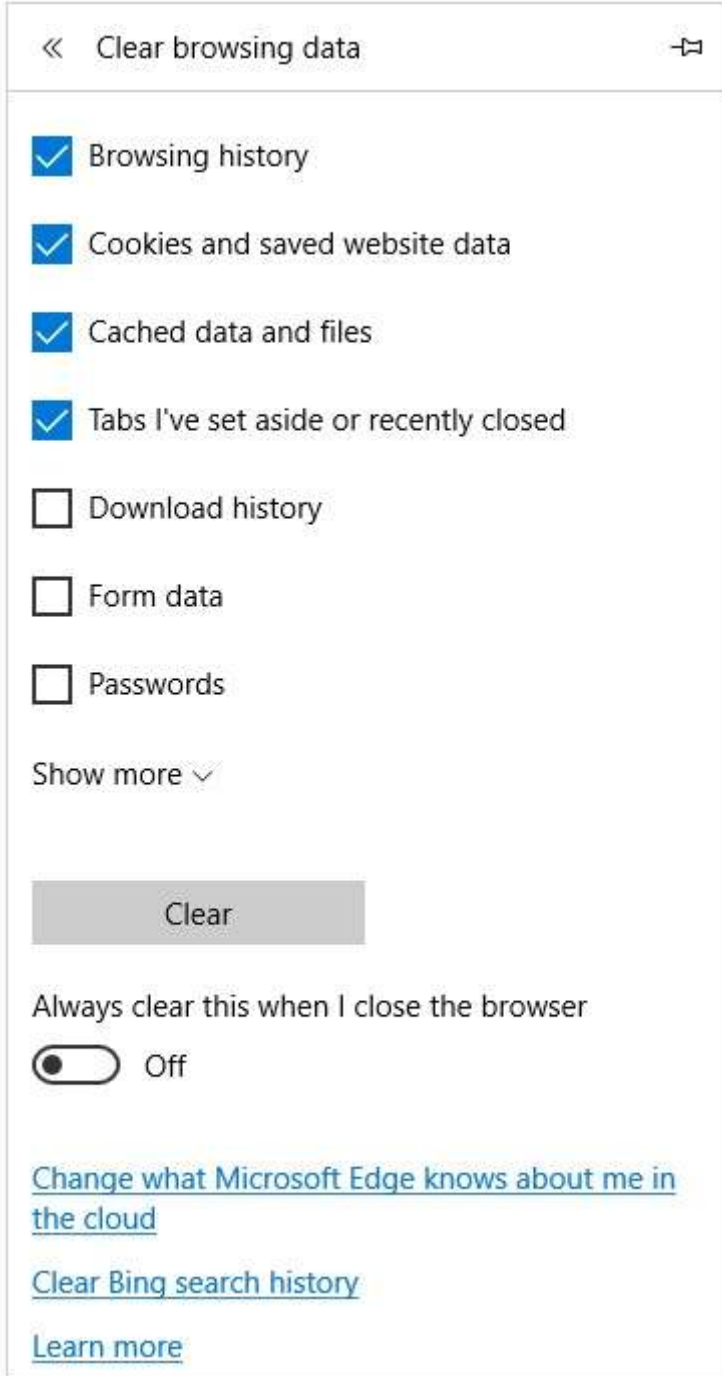 Clear browsing data
Browsing history
Cookies and saved website data
Cached data and files
Tabs I've set aside or recently closed
Download history
Form data
Passwords
Show more
Clear
Always clear this when I close the browser
Off
Change what Microsoft Edge knows about me in
the cloud
Clear Bing search history
Learn more